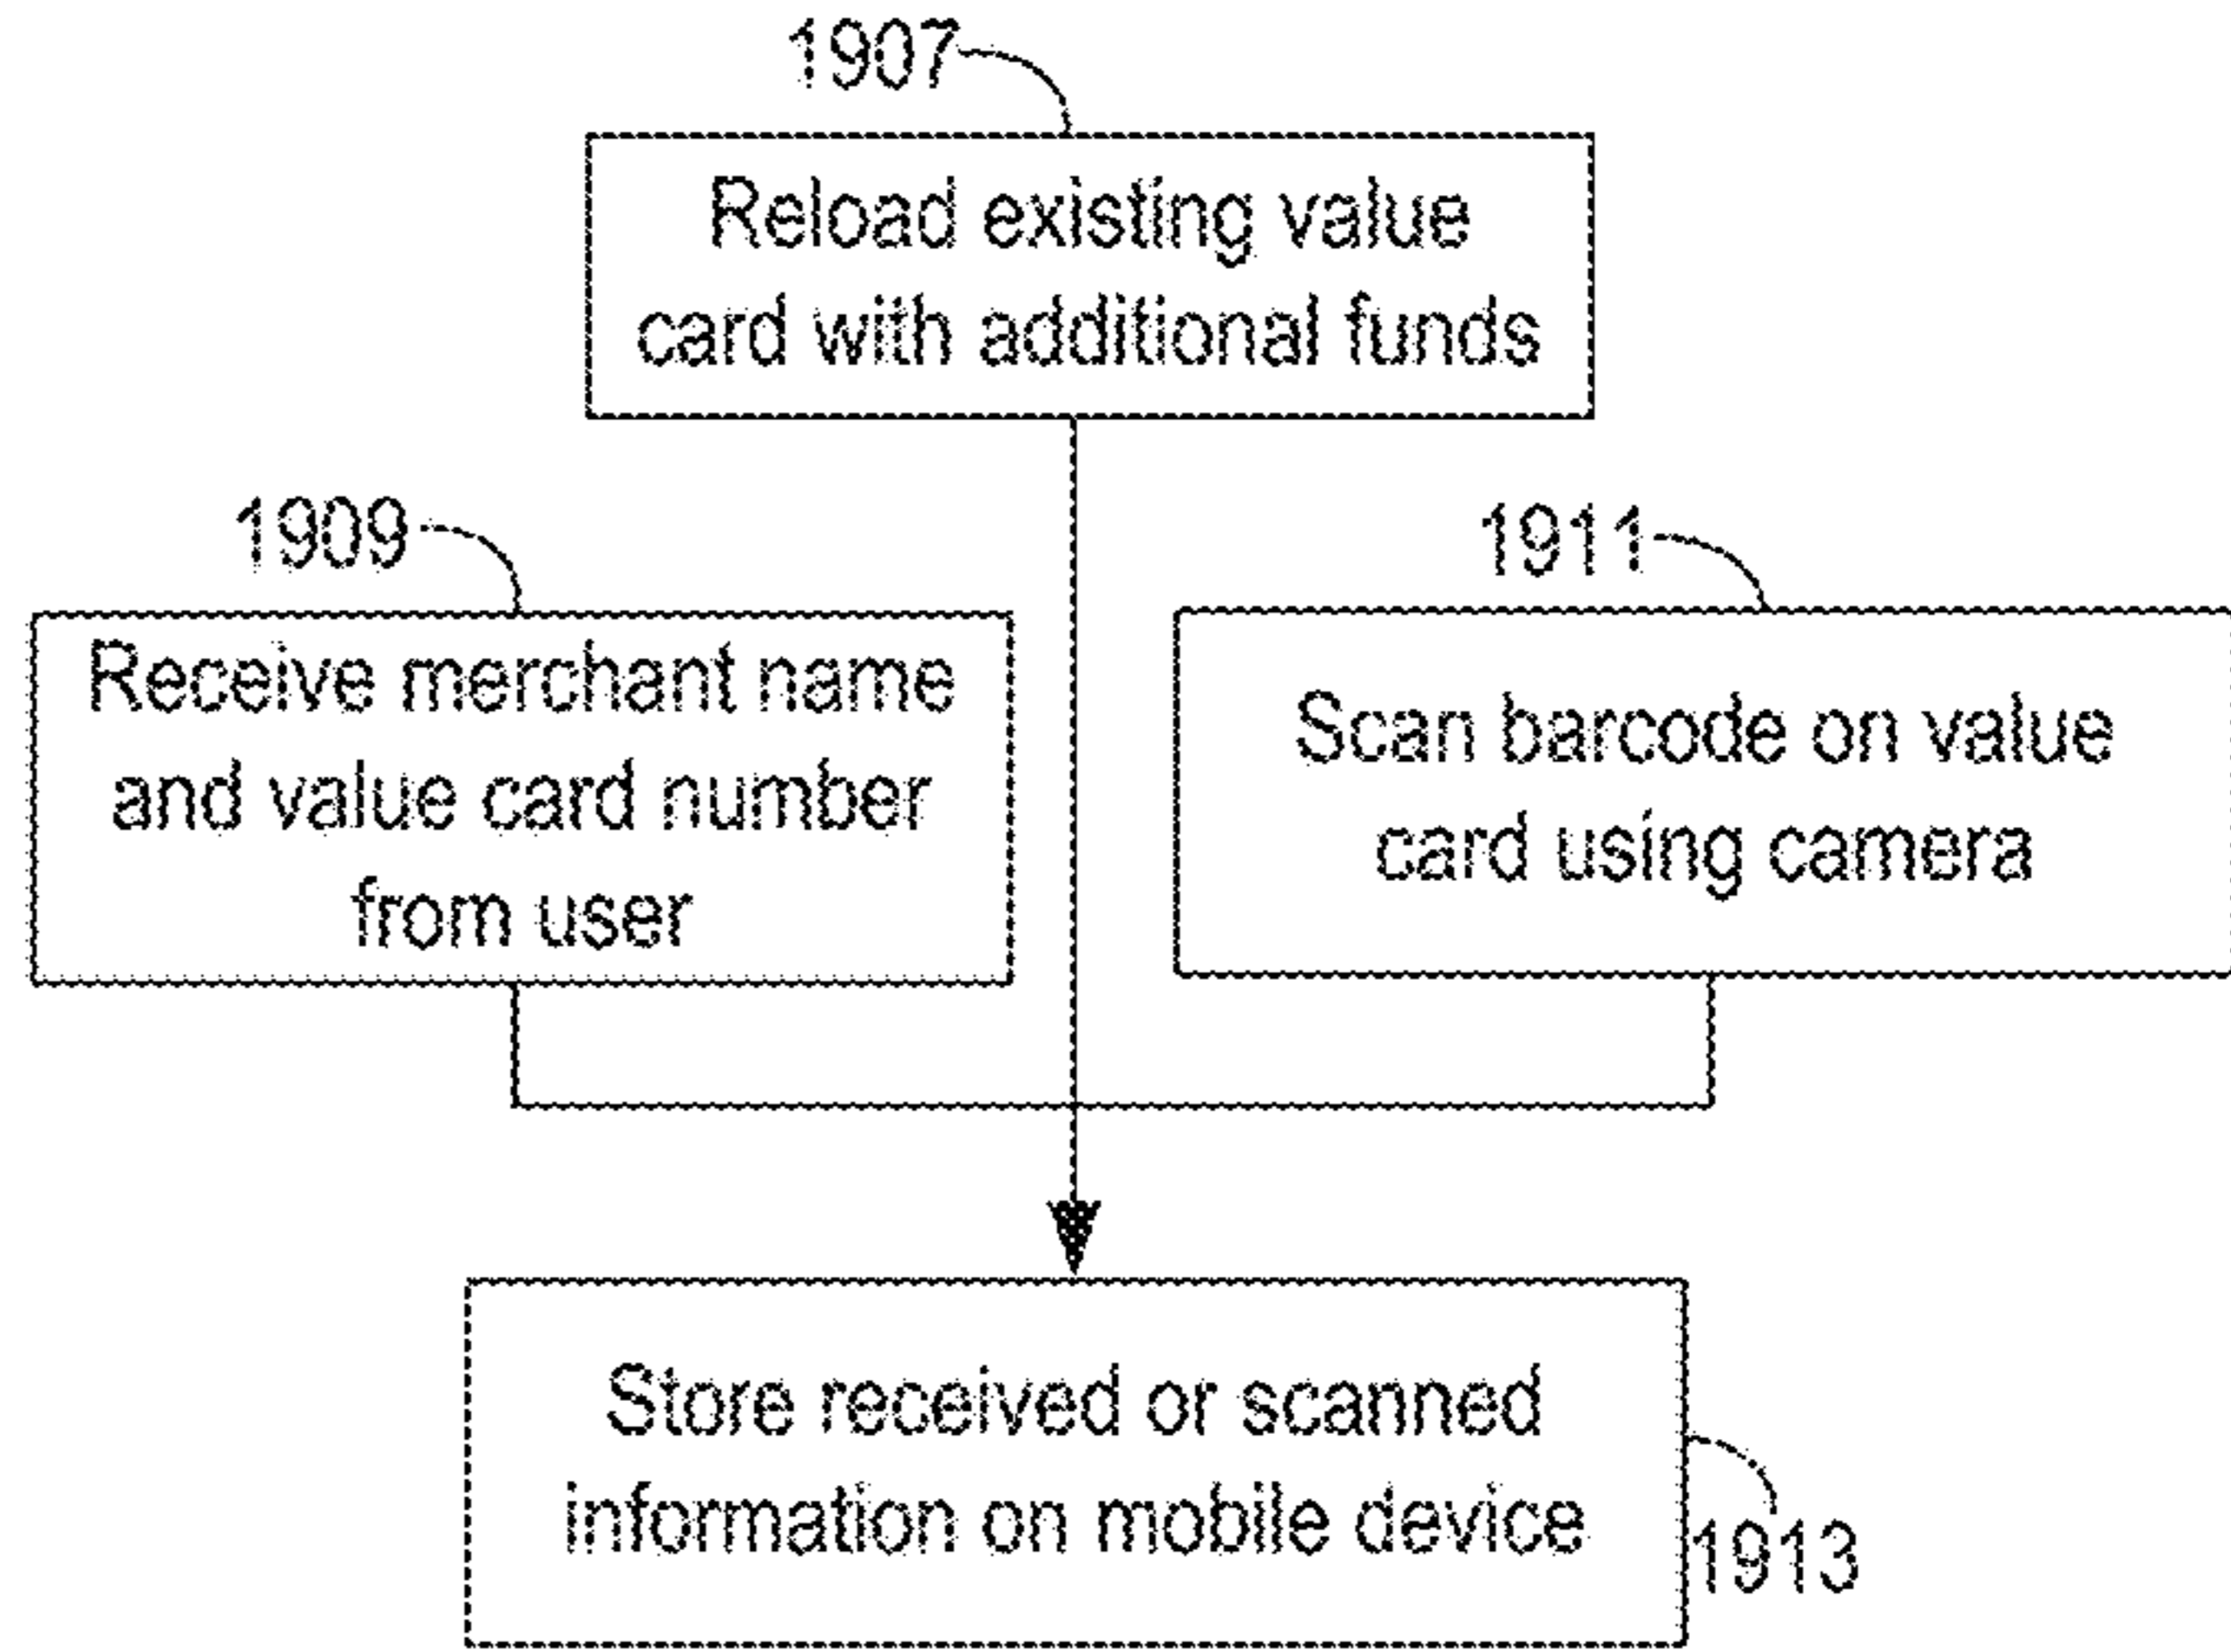 1907
Reload existing value
card with additional funds
1909
Receive merchant name
and value card number
from user
1911
Scan barcode on value
card using camera
Store received or scanned
information on mobile device
1913